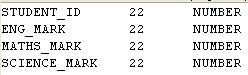 STUDENT_ID 22 NUMBER
ENG_MARK 22 NUMBER
MATHS_MARK 22 NUMBER
SCIENCE_MARK 22 NUMBER